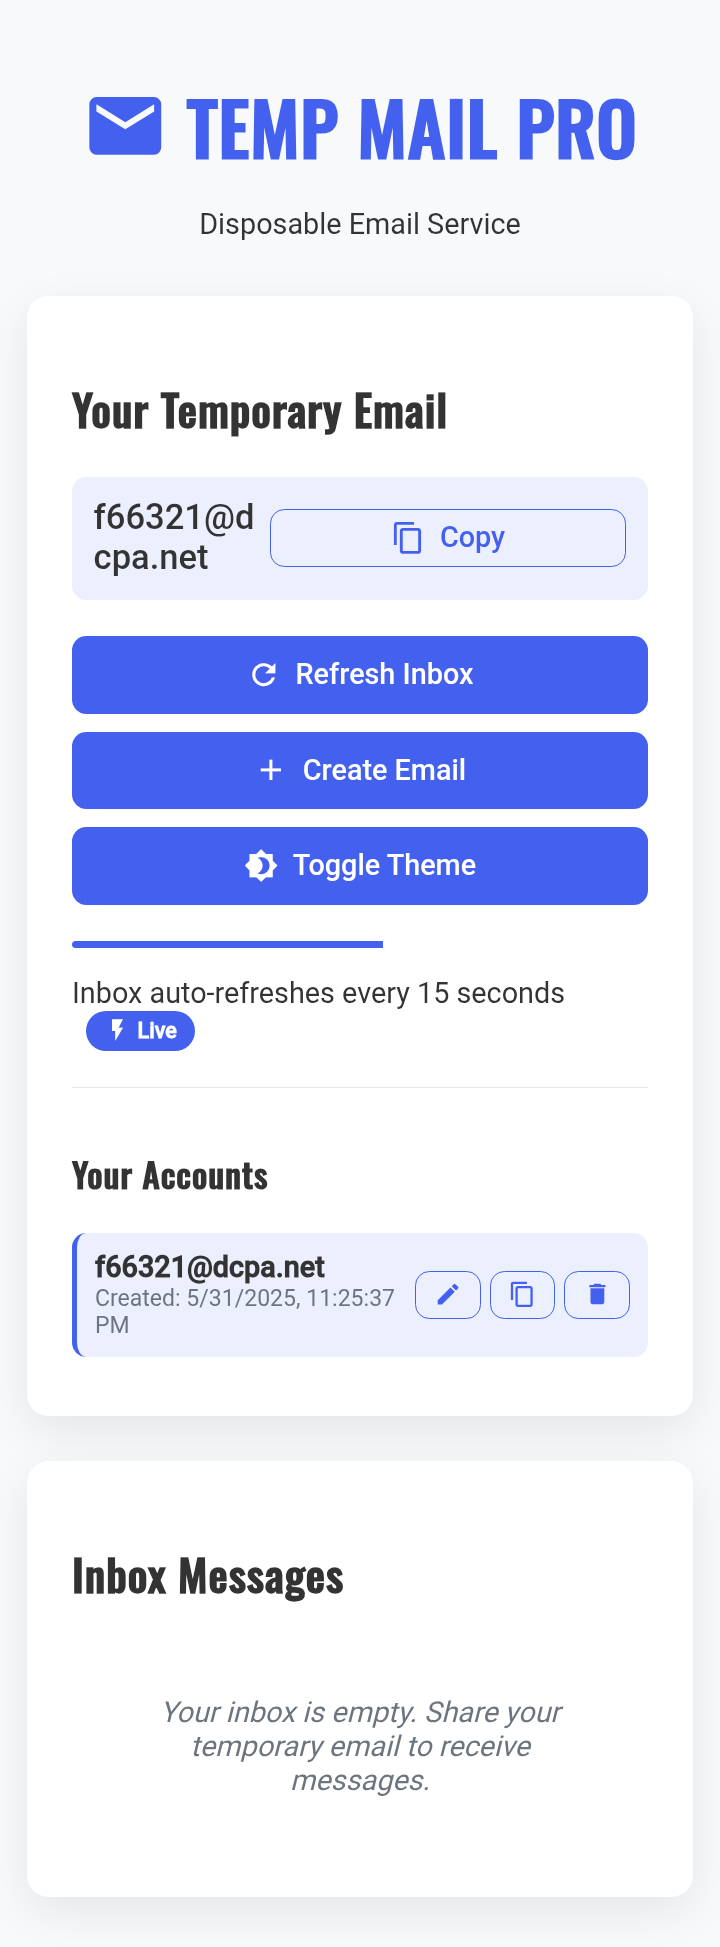 TEMP MAIL PRO
Disposable Email Service
Your Temporary Email
f66321@d
cpa.net
Copy
Refresh Inbox
Create Email
Toggle Theme
Inbox auto-refreshes every 15 seconds
Live
Your Accounts
f66321@dcpa.net
Created: 5/31/2025, 11:25:37
PM
Inbox Messages
Your inbox is empty. Share your
temporary email to receive
messages.